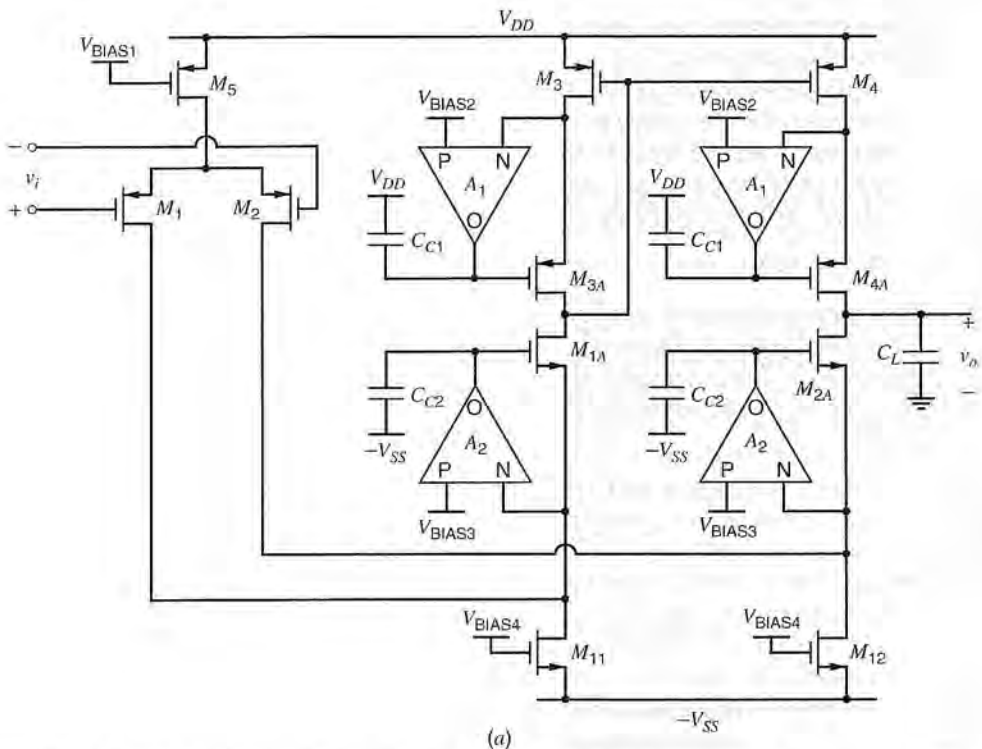 V_DD
V_BIAS1
M_5
M_3
M_4
V_BIAS2
V_BIAS2
P N
P N
A_1
A_1
O
O
V_DD
V_DD
C_C1
C_C1
−
v_i
+
M_1
M_2
M_3A
M_4A
M_1A
M_2A
+
C_L
v_o
−
C_C2
C_C2
O
O
A_2
A_2
−V_SS
−V_SS
P N
P N
V_BIAS3
V_BIAS3
V_BIAS4
V_BIAS4
M_11
M_12
−V_SS
(a)